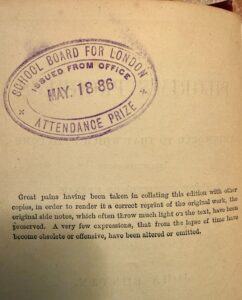 SCHOOL BOARD FOR LONDON
ISSUED FROM OFFICE
MAY. 18 86
ATTENDANCE PRIZE
Great pains having been taken in collating this edition with other
copies, in order to render it a correct reprint of the original work, the
original side notes, which often throw much light on the text, have been
preserved. A very few expressions, that from the lapse of time have
become obsolete or offensive, have been altered or omitted.